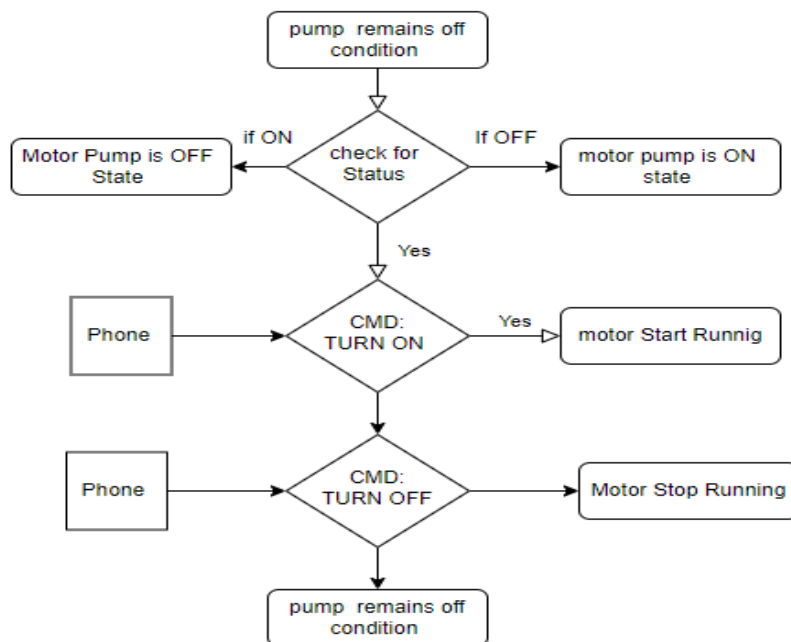 pump remains off
condition
if ON
If OFF
Motor Pump is OFF
State
check for
Status
motor pump is ON
state
Yes
Phone
CMD:
TURN ON
Yes
motor Start Runnig
Phone
CMD:
TURN OFF
Motor Stop Running
pump remains off
condition